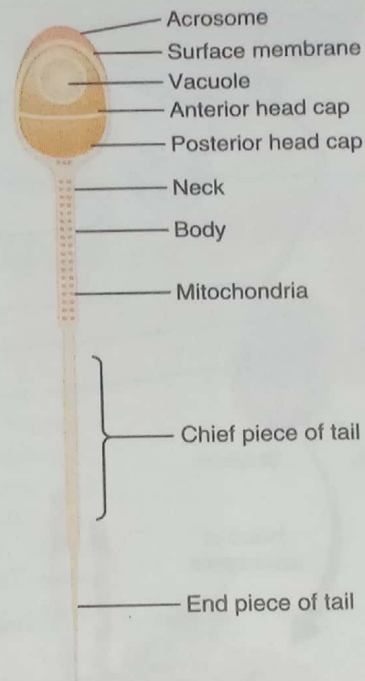 Acrosome
Surface membrane
Vacuole
Anterior head cap
Posterior head cap
Neck
Body
Mitochondria
Chief piece of tail
End piece of tail